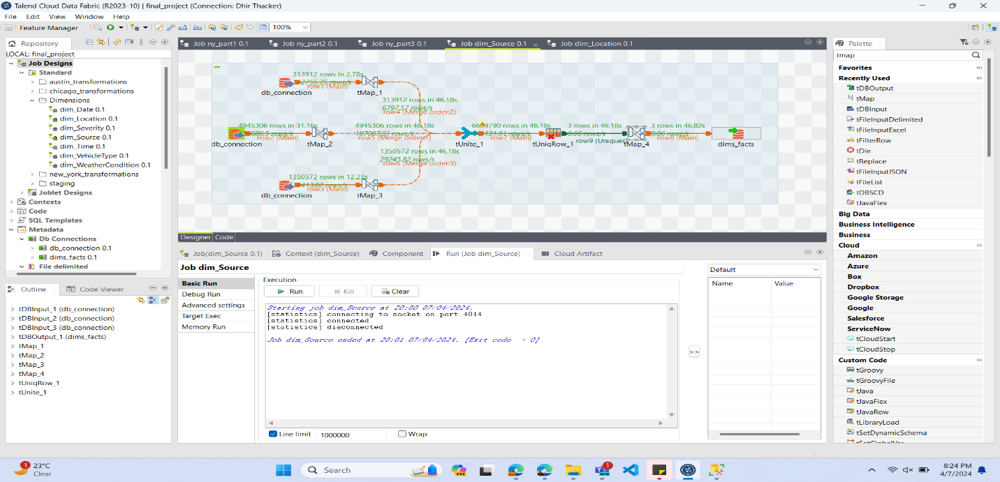 Talend Cloud Data Fabric (R2023-10) | final_project (Connection: Dhir Thacker)
File Edit View Window Help
Feature Manager
100%
Repository
LOCAL: final_project
Job Designs
Standard
austin_transformations
chicago_transformations
Dimensions
dim_Date 0.1
dim_Location 0.1
dim_Severity 0.1
dim_Source 0.1
dim_Time 0.1
dim_VehicleType 0.1
dim_WeatherCondition 0.1
new_york_transformations
staging
Joblet Designs
Contexts
Code
SQL Templates
Metadata
Db Connections
db_connection 0.1
dims_facts 0.1
File delimited
Outline
Code Viewer
tDBInput_1 (db_connection)
tDBInput_2 (db_connection)
tDBInput_3 (db_connection)
tDBOutput_1 (dims_facts)
tMap_1
tMap_2
tMap_3
tMap_4
tUniqRow_1
tUnite_1
Job ny_part1 0.1
Job ny_part2 0.1
Job ny_part3 0.1
Job dim_Source 0.1
Job dim_Location 0.1
313912 rows in 2.78s
row1 (Main)
db_connection
tMap_1
313912 rows in 46.18s
6797.57 rows/s
row4 (Merge order:2)
4945306 rows in 31.16s
row2 (Main)
db_connection
tMap_2
4945306 rows in 46.18s
107087.61 rows/s
row5 (Merge order:1)
tUnite_1
6609790 rows in 46.18s
row7 (Main)
tUniqRow_1
3 rows in 46.18s
0.06 rows/s
row9 (Uniques)
tMap_4
3 rows in 46.82s
0.06 rows/s
row8 (Main)
dims_facts
1350572 rows in 46.18s
29245.82 rows/s
row6 (Merge order:3)
1350572 rows in 12.23s
row3 (Main)
db_connection
tMap_3
Designer Code
Job(dim_Source 0.1)
Context (dim_Source)
Component
Run (Job dim_Source)
Cloud Artifact
Job dim_Source
Basic Run
Debug Run
Advanced settings
Target Exec
Memory Run
Execution
Run
Kill
Clear
Starting job dim_Source at 20:00 07/04/2024.
[statistics] connecting to socket on port 4014
[statistics] connected
[statistics] disconnected
Job dim_Source ended at 20:01 07/04/2024. [Exit code = 0]
Line limit
1000000
Wrap
>>
Default
Name
Value
Palette
tmap
Favorites
Recently Used
tDBOutput
tMap
tDBInput
tFileInputDelimited
tFileInputExcel
tFilterRow
tDie
tReplace
tFileInputJSON
tFileList
tDBSCD
tJavaFlex
Big Data
Business Intelligence
Business
Cloud
Amazon
Azure
Box
Dropbox
Google Storage
Google
Salesforce
ServiceNow
tCloudStart
tCloudStop
Custom Code
tGroovy
tGroovyFile
tJava
tJavaFlex
tJavaRow
tLibraryLoad
tSetDynamicSchema
tSetGlobalVar
1
23°C
Clear
Search
PRE
1
NEW
8:24 PM
4/7/2024